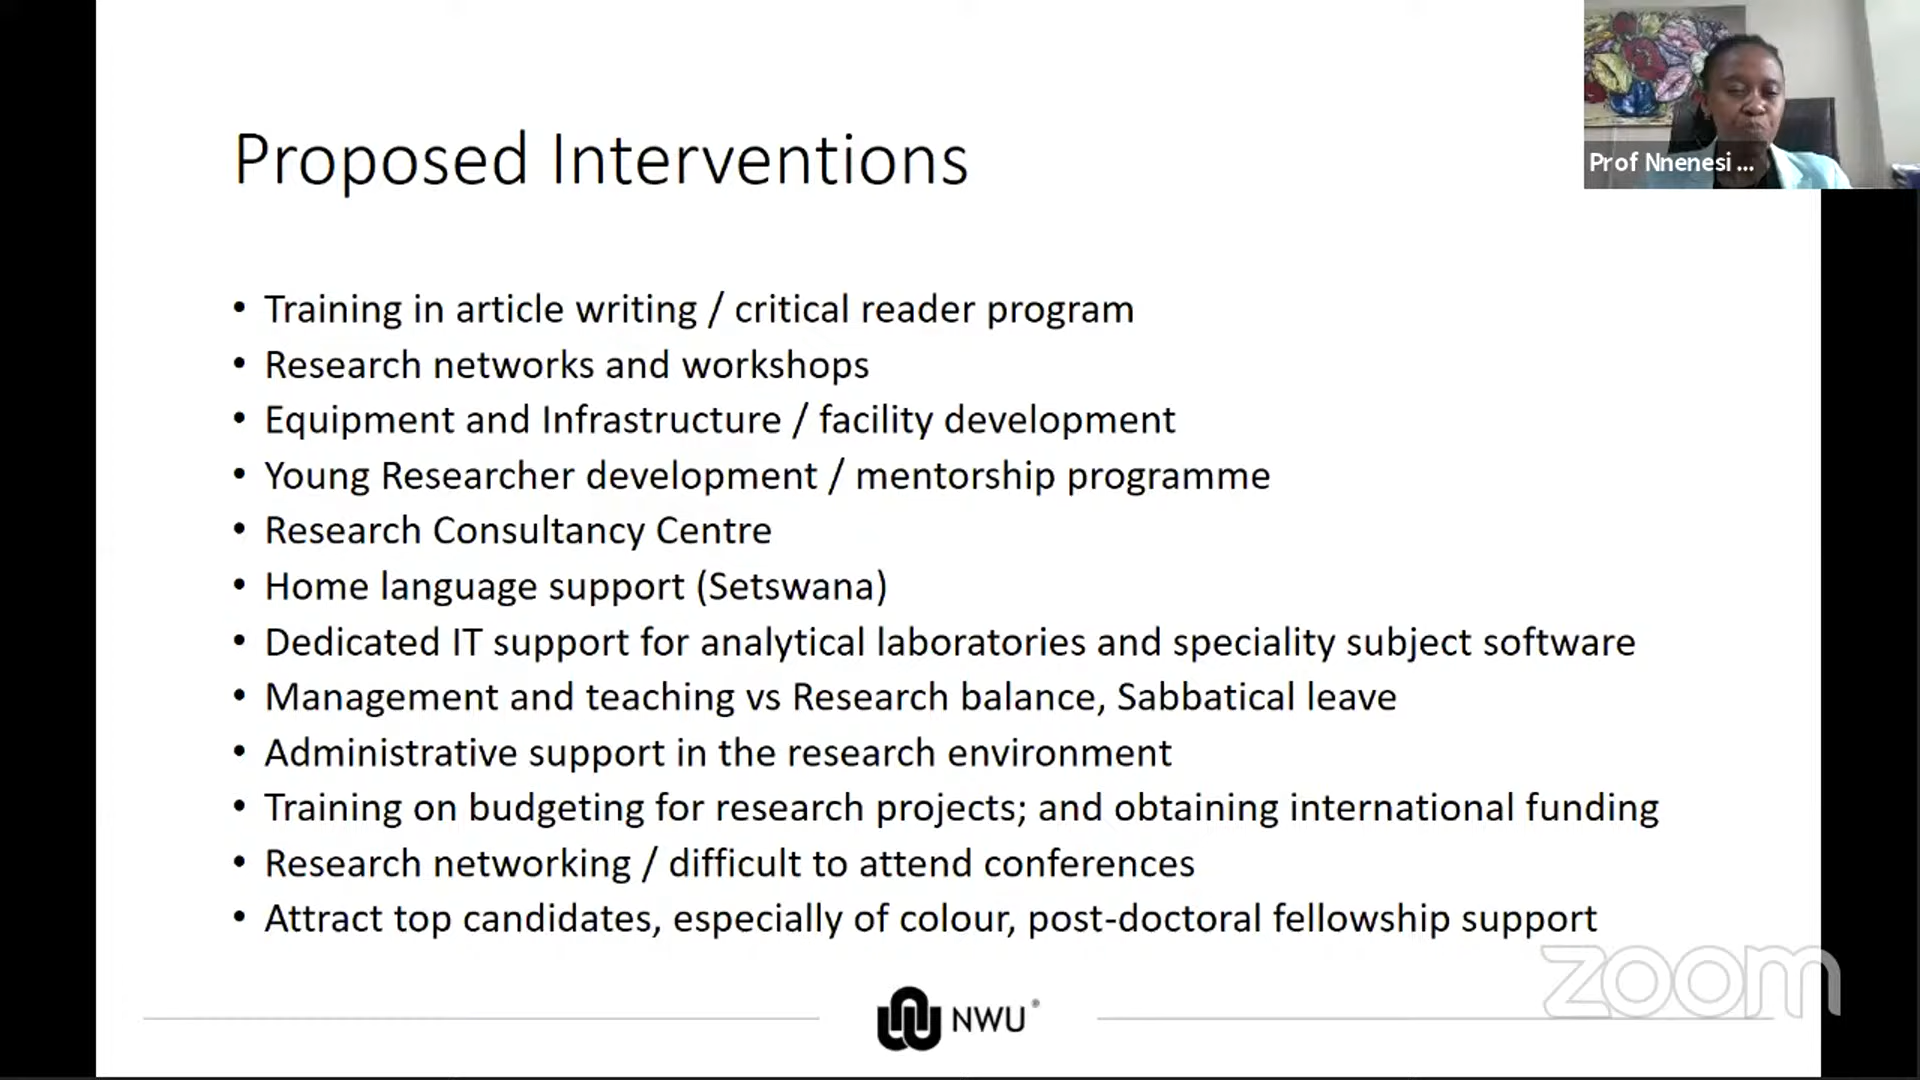 Prof Nnenesi ...
Proposed Interventions
• Training in article writing / critical reader program
• Research networks and workshops
• Equipment and Infrastructure / facility development
• Young Researcher development / mentorship programme
• Research Consultancy Centre
• Home language support (Setswana)
• Dedicated IT support for analytical laboratories and speciality subject software
• Management and teaching vs Research balance, Sabbatical leave
• Administrative support in the research environment
• Training on budgeting for research projects; and obtaining international funding
• Research networking / difficult to attend conferences
• Attract top candidates, especially of colour, post-doctoral fellowship support
zoom
NWU®